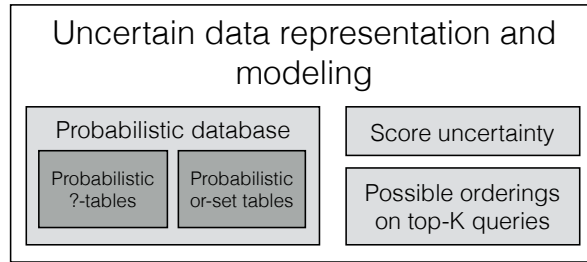 Uncertain data representation and
modeling
Probabilistic database
Probabilistic
?-tables
Probabilistic
or-set tables
Score uncertainty
Possible orderings
on top-K queries